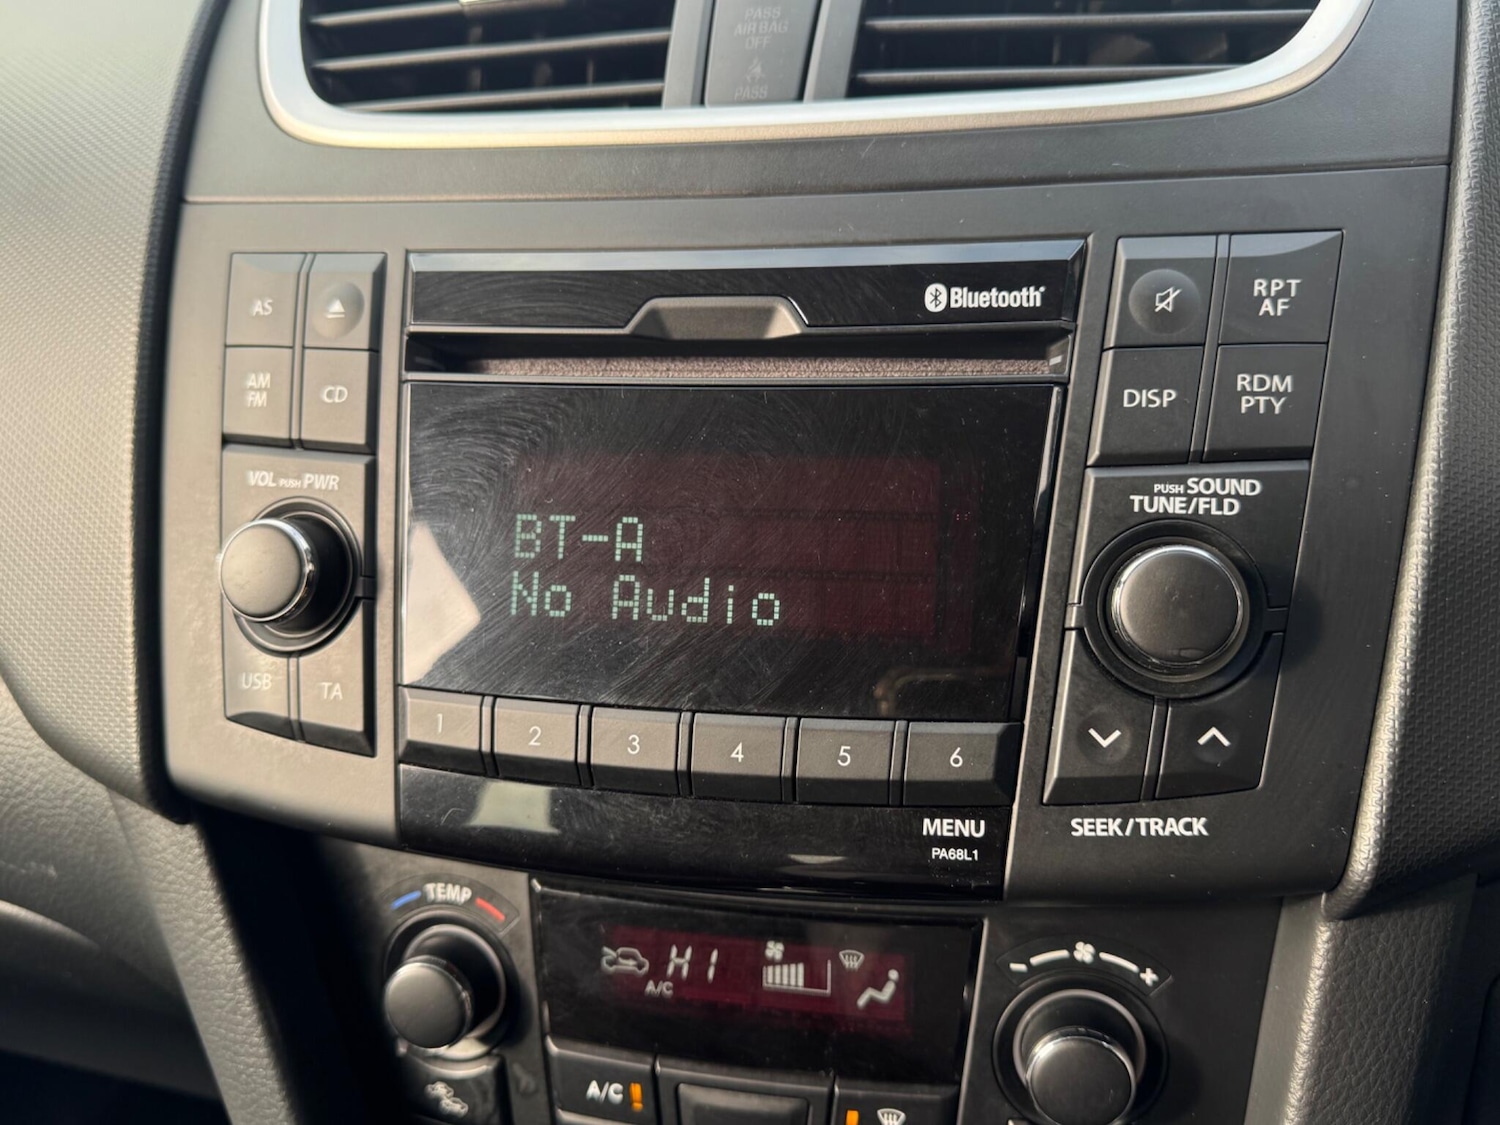 PASS
AIR BAG
OFF
PASS
Bluetooth®
AS
AM
FM
CD
VOL PUSH PWR
USB
TA
BT-A
No Audio
1
2
3
4
5
6
MENU
PA68L1
RPT
AF
DISP
RDM
PTY
PUSH SOUND
TUNE/FLD
SEEK/TRACK
TEMP
HI
A/C
A/C
- +